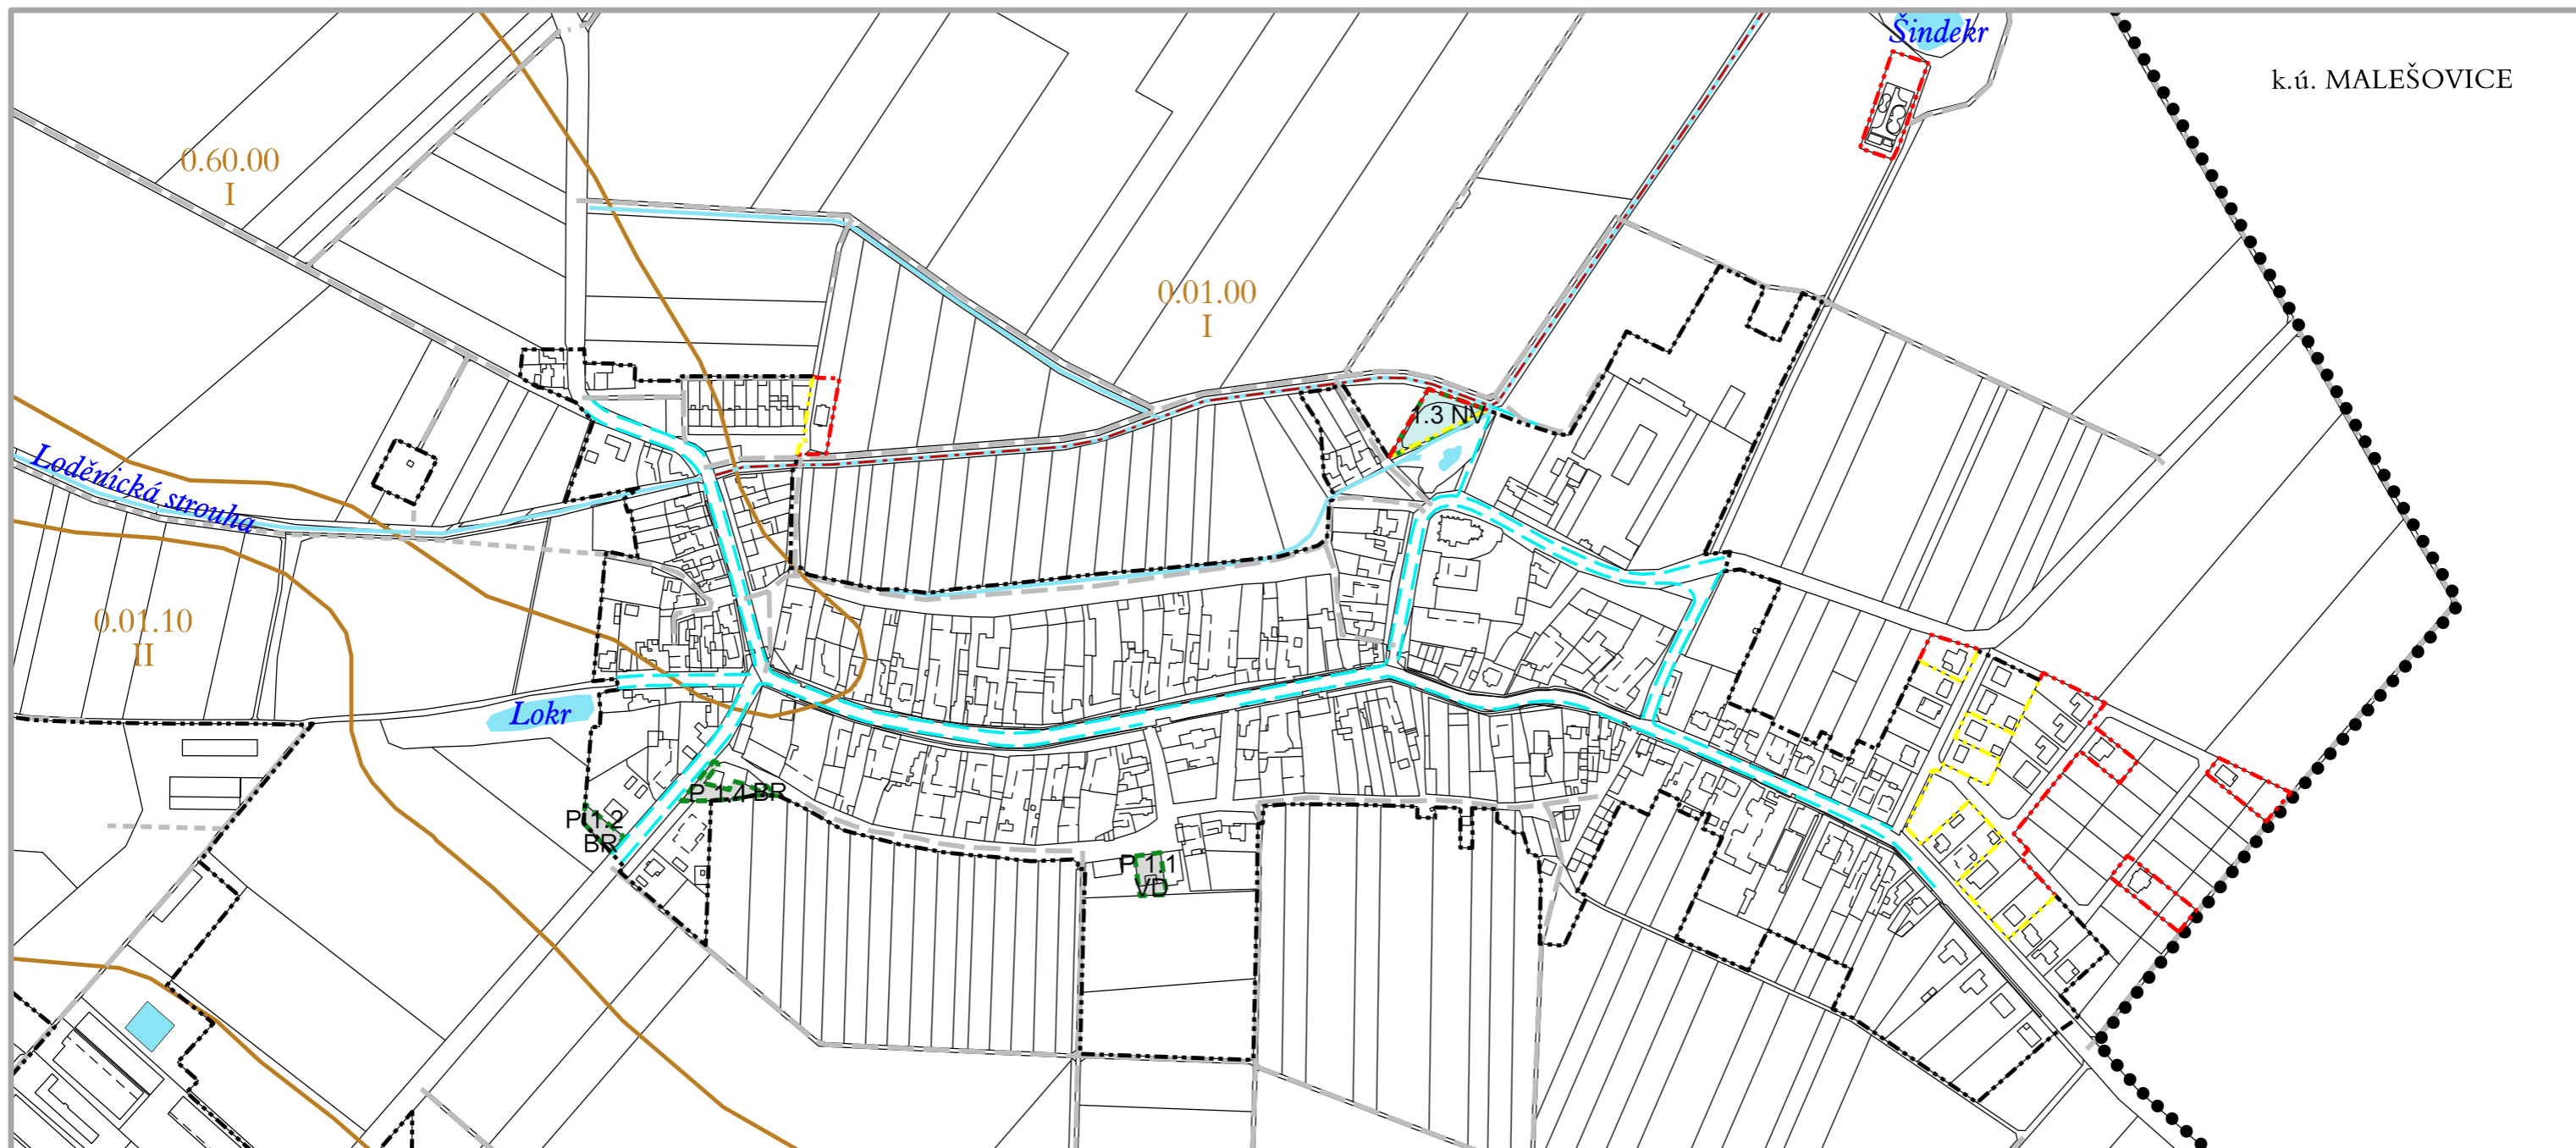 Šindekr
k.ú. MALEŠOVICE
0.60.00
I
0.01.00
I
1.3 NV
Loděnická strouha
0.01.10
II
Lokr
P 1.4 BR
P 1.2
BR
P 1.1
VD